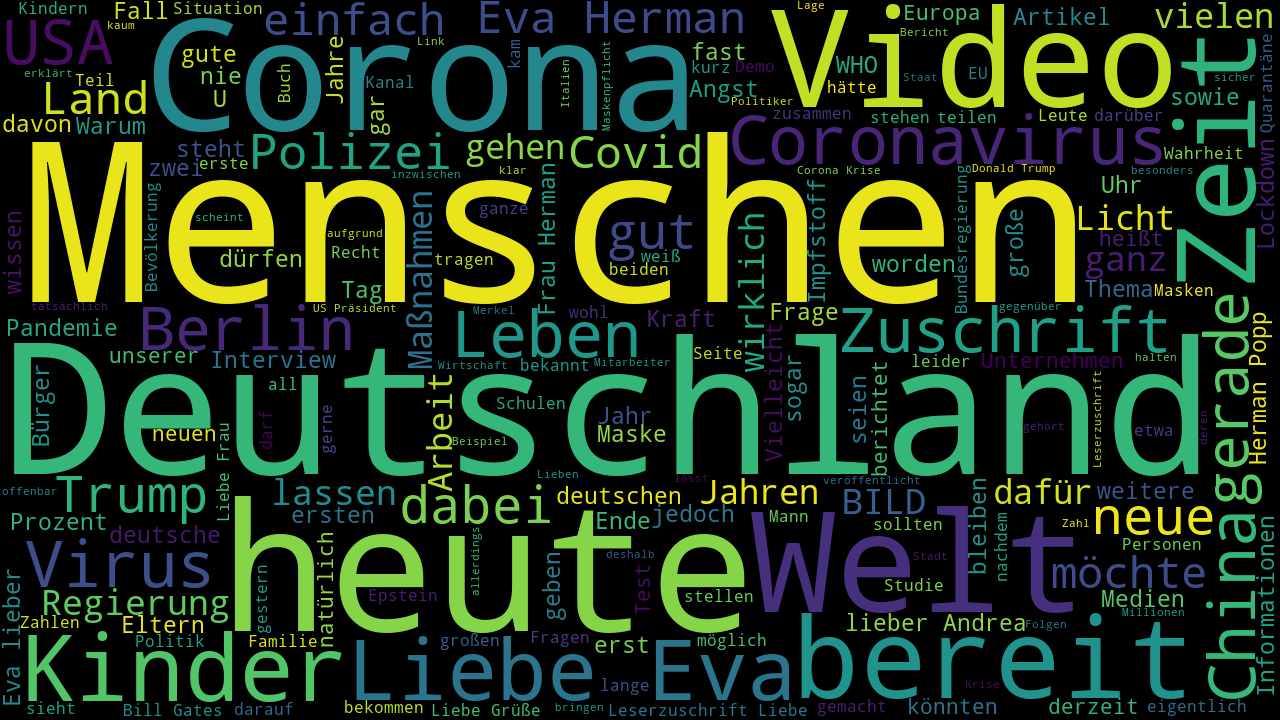 Kindern Fall Situation einfach Eva Herman Lage Europa Artikel vielen
USA kaum Corona Link kam Video Bericht
gute Jahre fast WHO EU Zeit Quarantäne
erklärt Teil nie Buch Kanal Italien Maskenpflicht kurz Demo Staat sicher
Land U gar Angst hätte sowie
Politiker
davon Warum zusammen stehen teilen Leute darüber
steht Polizei gehen Covid Coronavirus Wahrheit
zwei erste inzwischen klar Corona Krise Donald Trump besonders Lockdown
Menschen
Bevölkerung Maßnahmen Frau Herman Impfstoff Bundesregierung Uhr
wissen scheint ganze gut wirklich große Licht
aufgrund heißt
dürfen Recht tragen weiß beiden worden ganz
Tag Thema Masken
tatsächlich US Präsident Merkel wohl gegenüber
Pandemie Berlin Leben Kraft Frage Zuschrift gerade
unserer Interview Seite leider Unternehmen halten
Wirtschaft bekannt Mitarbeiter
Deutschland
Bürger all Arbeit Schulen Jahr Vielleicht sogar seien berichtet Herman Popp
neuen darf gerne Maske gehört Leserzuschrift etwa deren
Beispiel
Liebe Frau Lieben lässt veröffentlicht
offenbar Trump lassen dabei deutschen Jahren BILD dafür weitere
Prozent ersten Ende jedoch Mann bleiben Zahl neue China
deutsche sollten nachdem Personen
Virus heute Welt
gestern natürlich allerdings deshalb Stadt möchte Informationen
Epstein geben Test Studie
Regierung stellen Medien
Zahlen Eltern lieber Andrea Millionen
Eva lieber Politik Familie großen Fragen erst möglich Folgen
Kinder Liebe Eva bereit
lange Krise
sieht Bill Gates darauf bekommen Liebe Grüße bringen Leserzuschrift Liebe gemacht könnten derzeit eigentlich